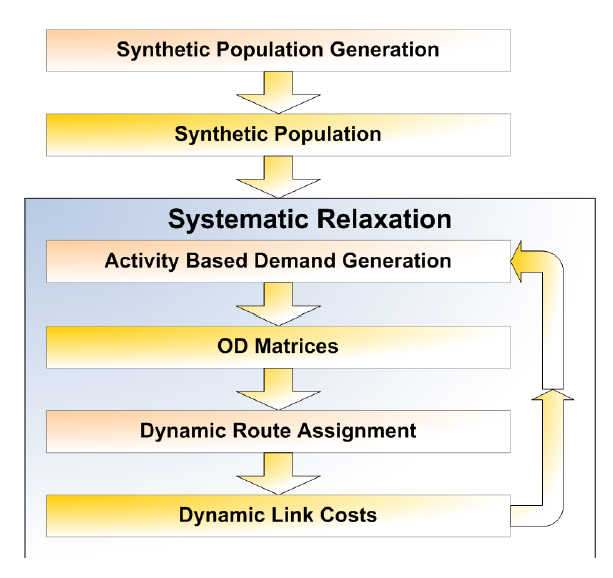 Synthetic Population Generation
Synthetic Population
Systematic Relaxation
Activity Based Demand Generation
OD Matrices
Dynamic Route Assignment
Dynamic Link Costs